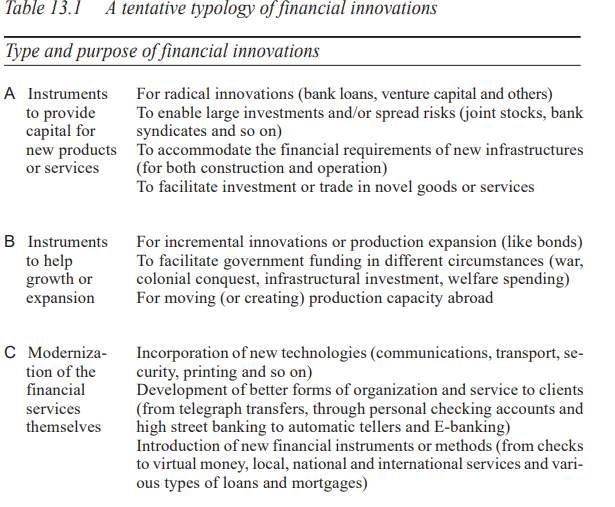 Table 13.1 A tentative typology of financial innovations
Type and purpose of financial innovations
A Instruments to provide capital for new products or services
For radical innovations (bank loans, venture capital and others)
To enable large investments and/or spread risks (joint stocks, bank
syndicates and so on)
To accommodate the financial requirements of new infrastructures
(for both construction and operation)
To facilitate investment or trade in novel goods or services
B Instruments to help growth or expansion
For incremental innovations or production expansion (like bonds)
To facilitate government funding in different circumstances (war,
colonial conquest, infrastructural investment, welfare spending)
For moving (or creating) production capacity abroad
C Moderniza-
tion of the
financial
services
themselves
Incorporation of new technologies (communications, transport, se-
curity, printing and so on)
Development of better forms of organization and service to clients
(from telegraph transfers, through personal checking accounts and
high street banking to automatic tellers and E-banking)
Introduction of new financial instruments or methods (from checks
to virtual money, local, national and international services and vari-
ous types of loans and mortgages)